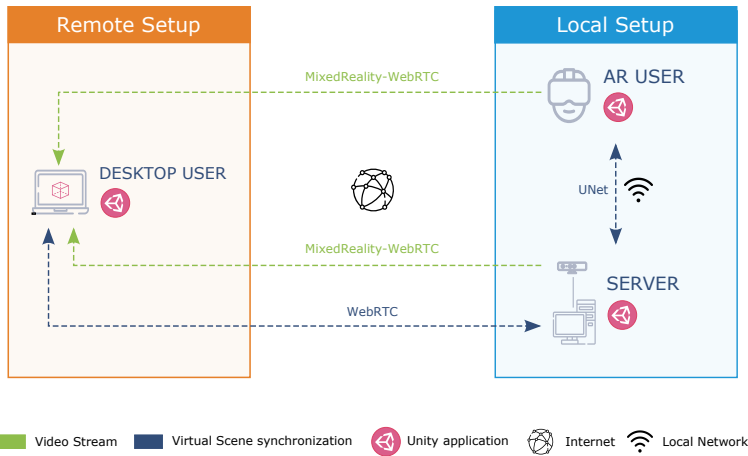 Remote Setup
Local Setup
MixedReality-WebRTC
AR USER
DESKTOP USER
UNet
MixedReality-WebRTC
SERVER
WebRTC
Video Stream
Virtual Scene synchronization
Unity application
Internet
Local Network